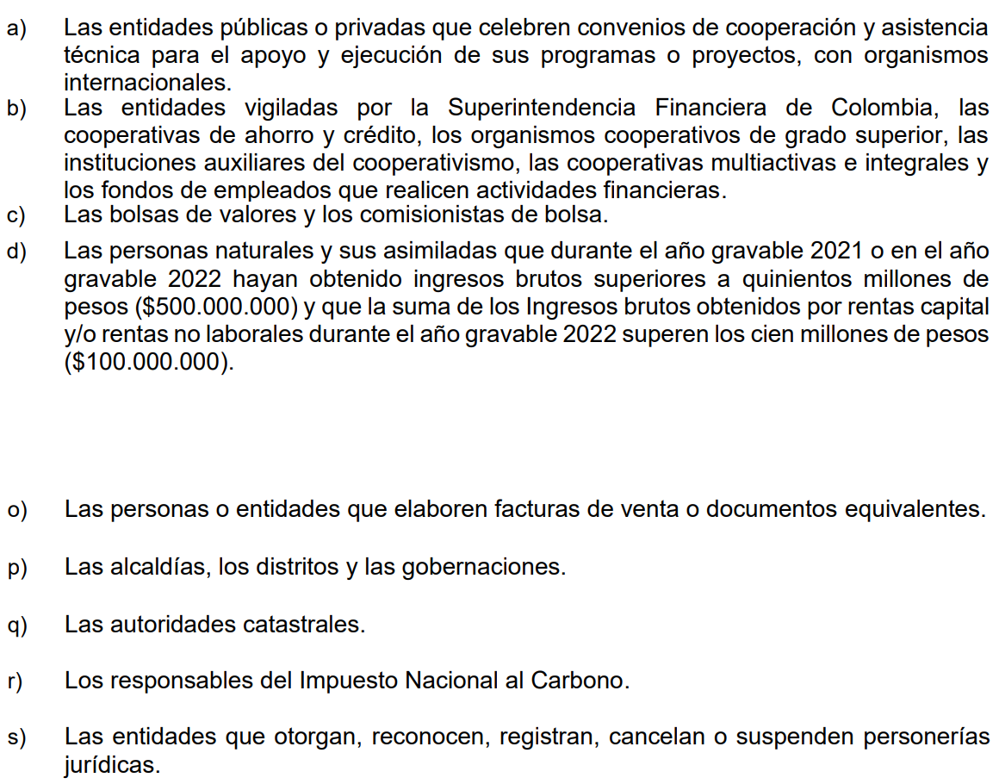 a) Las entidades públicas o privadas que celebren convenios de cooperación y asistencia
técnica para el apoyo y ejecución de sus programas o proyectos, con organismos
internacionales.
b) Las entidades vigiladas por la Superintendencia Financiera de Colombia, las
cooperativas de ahorro y crédito, los organismos cooperativos de grado superior, las
instituciones auxiliares del cooperativismo, las cooperativas multiactivas e integrales y
los fondos de empleados que realicen actividades financieras.
c) Las bolsas de valores y los comisionistas de bolsa.
d) Las personas naturales y sus asimiladas que durante el año gravable 2021 o en el año
gravable 2022 hayan obtenido ingresos brutos superiores a quinientos millones de
pesos ($500.000.000) y que la suma de los Ingresos brutos obtenidos por rentas capital
y/o rentas no laborales durante el año gravable 2022 superen los cien millones de pesos
($100.000.000).
o) Las personas o entidades que elaboren facturas de venta o documentos equivalentes.
p) Las alcaldías, los distritos y las gobernaciones.
q) Las autoridades catastrales.
r) Los responsables del Impuesto Nacional al Carbono.
s) Las entidades que otorgan, reconocen, registran, cancelan o suspenden personerías
jurídicas.